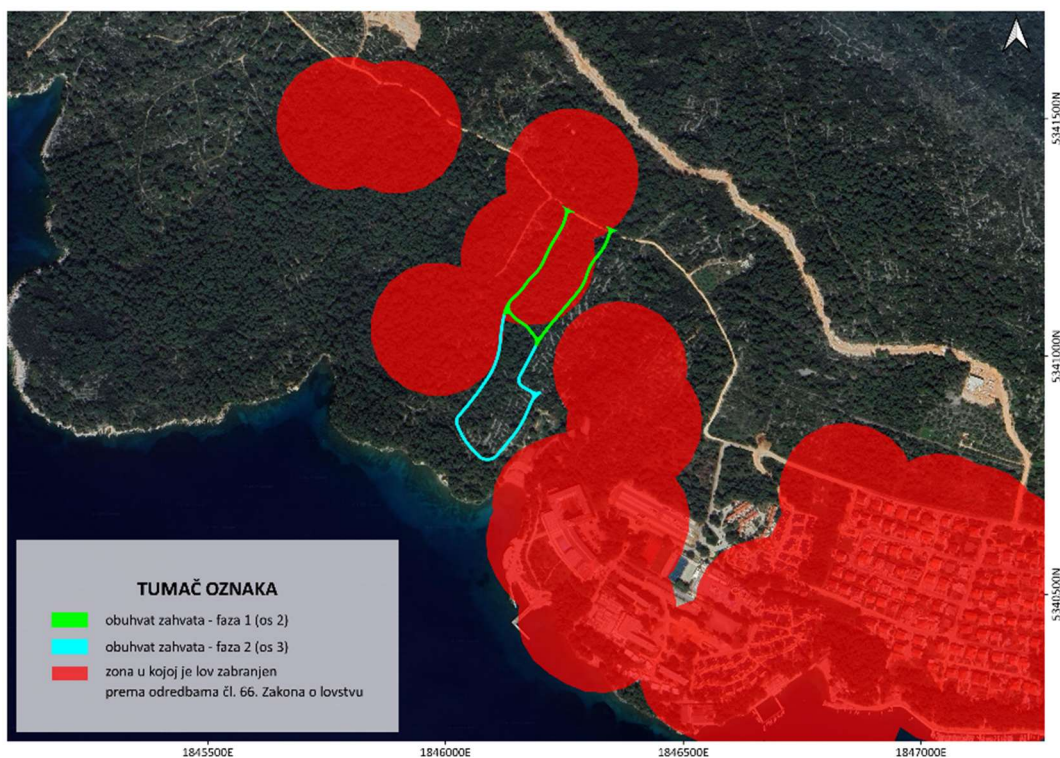 5341500N
5341000N
5340500N
TUMAČ OZNAKA
obuhvat zahvata - faza 1 (os 2)
obuhvat zahvata - faza 2 (os 3)
zona u kojoj je lov zabranjen
prema odredbama čl. 66. Zakona o lovstvu
1845500E
1846000E
1846500E
1847000E